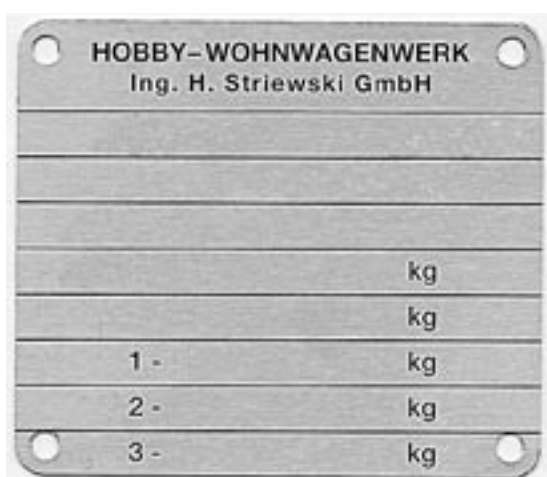 HOBBY-WOHNWAGENWERK
Ing. H. Striewski GmbH
kg
kg
1 - kg
2 - kg
3 - kg